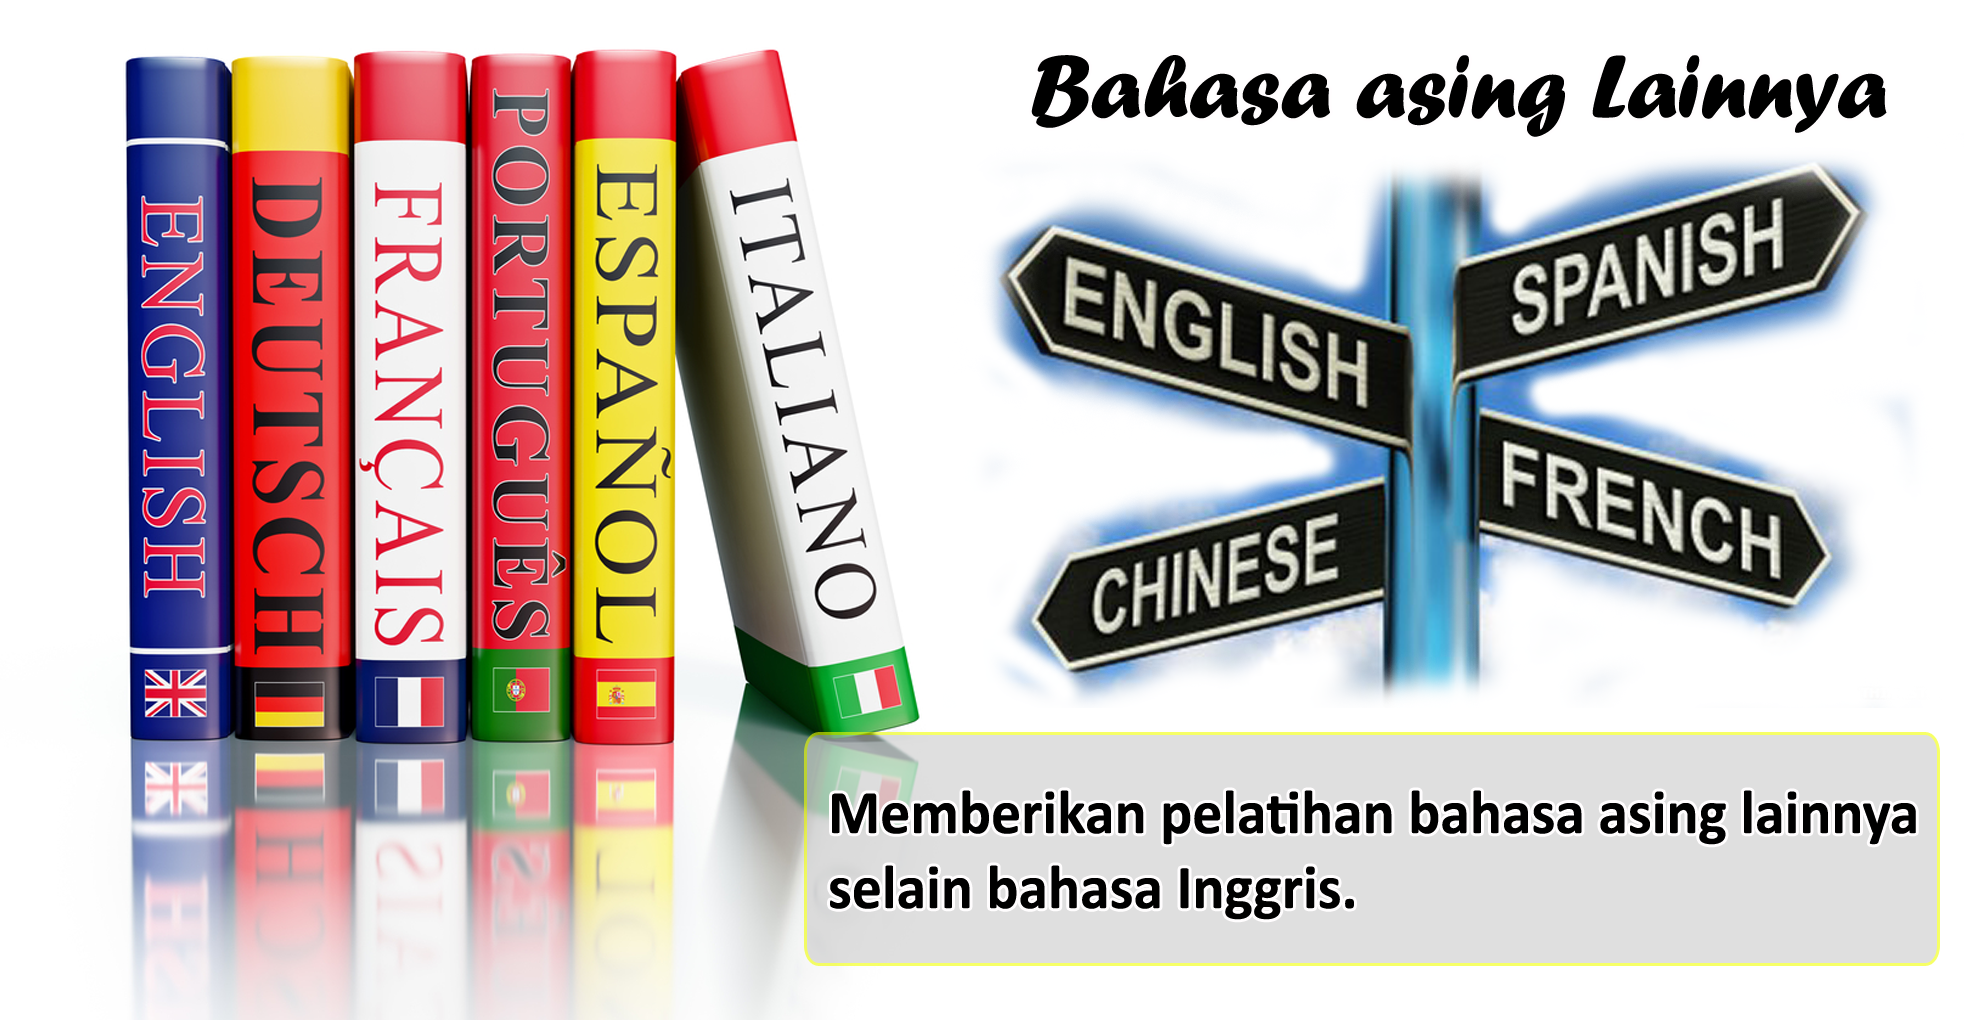 ENGLISH
DEUTSCH
FRANÇAIS
PORTUGUÊS
ESPAÑOL
ITALIANO
Bahasa asing Lainnya
ENGLISH
SPANISH
CHINESE
FRENCH
Memberikan pelatihan bahasa asing lainnya
selain bahasa Inggris.